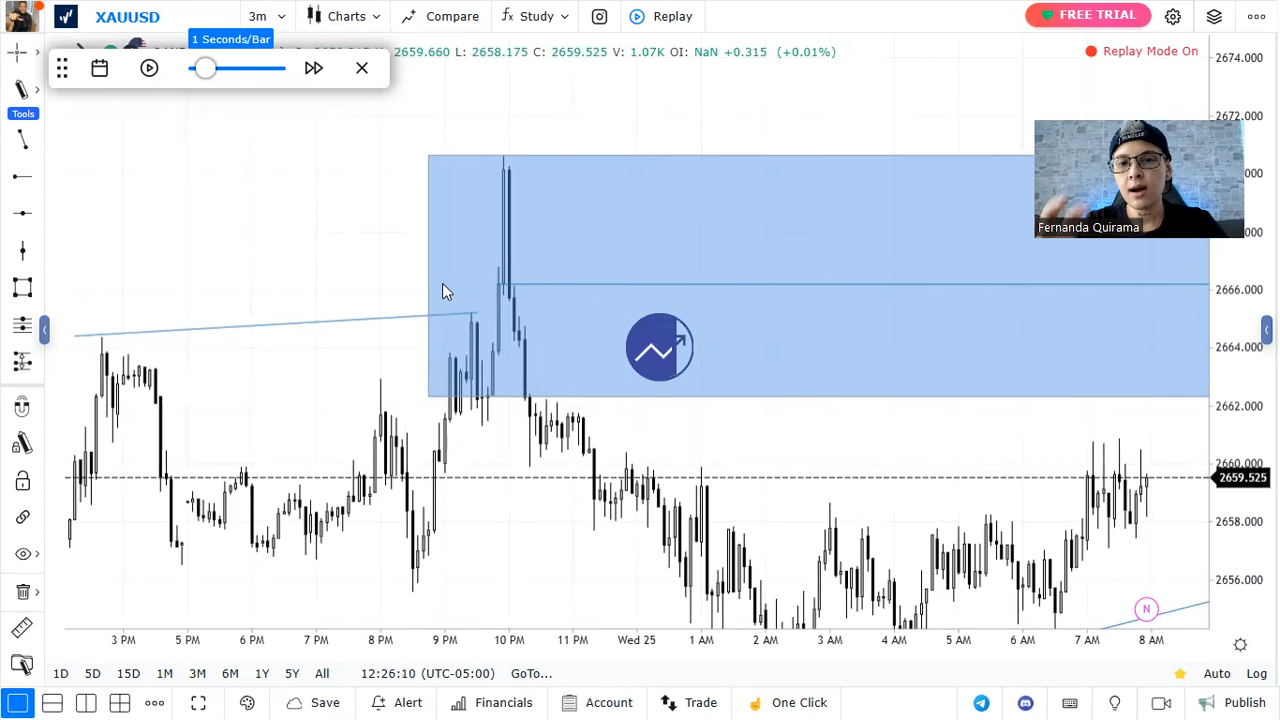 XAUUSD
3m
Charts
Compare
Study
Replay
FREE TRIAL
1 Seconds/Bar
2659.660 L: 2658.175 C: 2659.525 V: 1.07K OI: NaN +0.315 (+0.01%)
Replay Mode On
Tools
2674.000
2672.000
Fernanda Quirama
2666.000
2664.000
2662.000
2660.000
2659.525
2658.000
2656.000
N
3 PM
5 PM
6 PM
7 PM
8 PM
9 PM
10 PM
11 PM
Wed 25
1 AM
2 AM
3 AM
4 AM
5 AM
6 AM
7 AM
8 AM
1D 5D 15D 1M 3M 6M 1Y 5Y All 12:26:10 (UTC-05:00) GoTo...
Auto Log
Save Alert Financials Account Trade One Click Publish